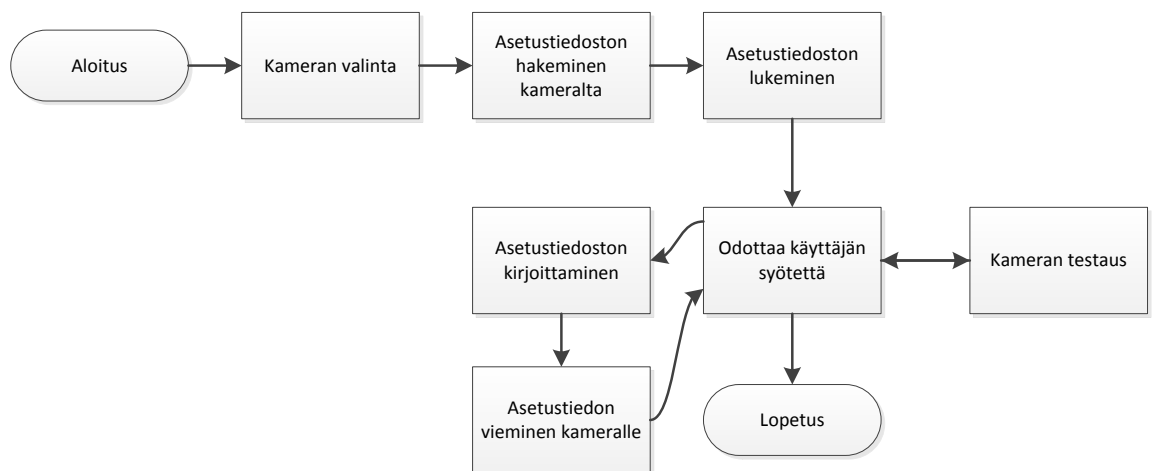 Aloitus
Kameran valinta
Asetustiedoston
hakeminen
kameralta
Asetustiedoston
lukeminen
Asetustiedoston
kirjoittaminen
Odottaa käyttäjän
syötettä
Kameran testaus
Asetustiedon
vieminen kameralle
Lopetus